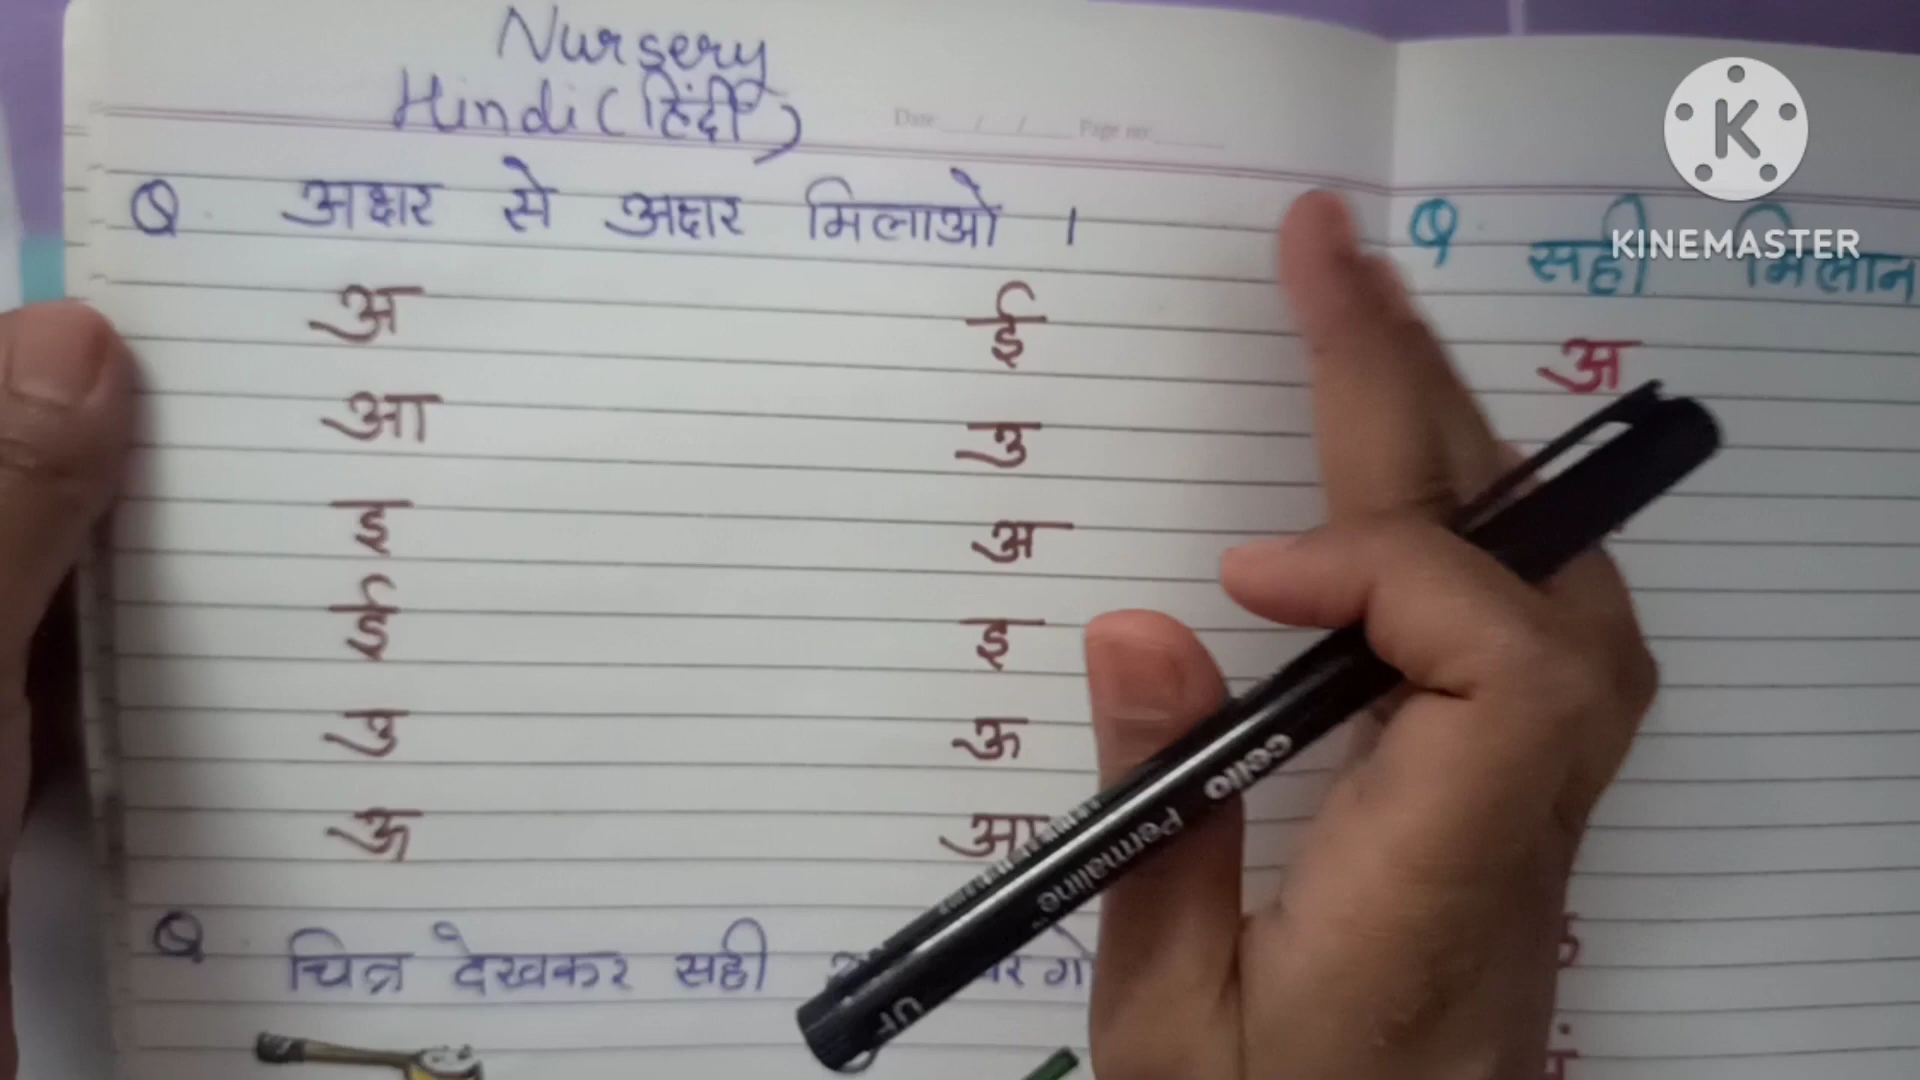 Nursery
Hindi (हिंदी)
Date / / Page no:
Q. अक्षर से अक्षर मिलाओ ।
अ ई
आ उ
इ अ
ई इ
उ ऊ
ऊ आ
Q चित्र देखकर सही
Q सही मिलान
अ
KINEMASTER
cello Permaline